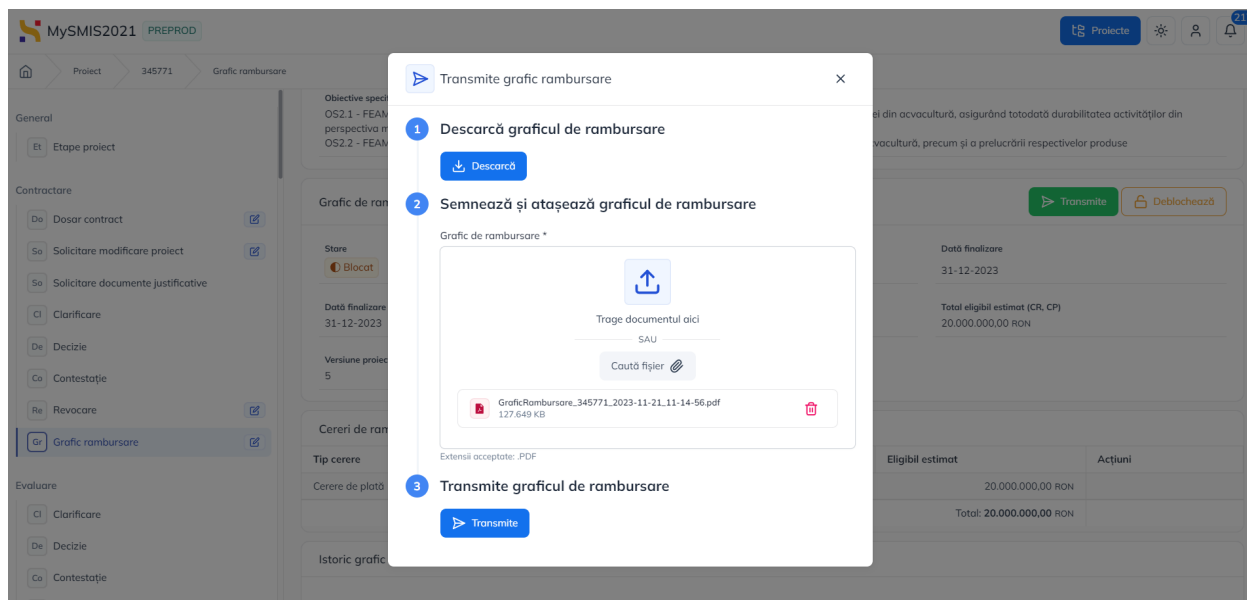 MySMIS2021 PREPROD
Proiecte
21
Proiect 345771 Grafic rambursare
General
Et Etape proiect
Contractare
Do Dosar contract
So Solicitare modificare proiect
So Solicitare documente justificative
Cl Clarificare
De Decizie
Co Contestație
Re Revocare
Gr Grafic rambursare
Evaluare
Cl Clarificare
De Decizie
Co Contestație
Obiective
OS2.1 - FEAM
ei din acvacultură, asigurând totodată durabilitatea activităților din
perspectiva
OS2.2 - FEAM
vacultură, precum și a prelucrării respectivelor produse
Grafic de
Transmite
Deblochează
Stare
Blocat
Dată finalizare
31-12-2023
Dată finalizare
31-12-2023
Total eligibil estimat (CR, CP)
20.000.000,00 RON
Versiune
5
Cereri de
Tip cerere
Eligibil estimat
Acțiuni
Cerere de plată
20.000.000,00 RON
Total: 20.000.000,00 RON
Istoric grafic
Transmite grafic rambursare
1 Descarcă graficul de rambursare
Descarcă
2 Semnează și atașează graficul de rambursare
Grafic de rambursare *
Trage documentul aici
SAU
Caută fișier
GraficRambursare_345771_2023-11-21_11-14-56.pdf
127.649 KB
Extensii acceptate: .PDF
3 Transmite graficul de rambursare
Transmite